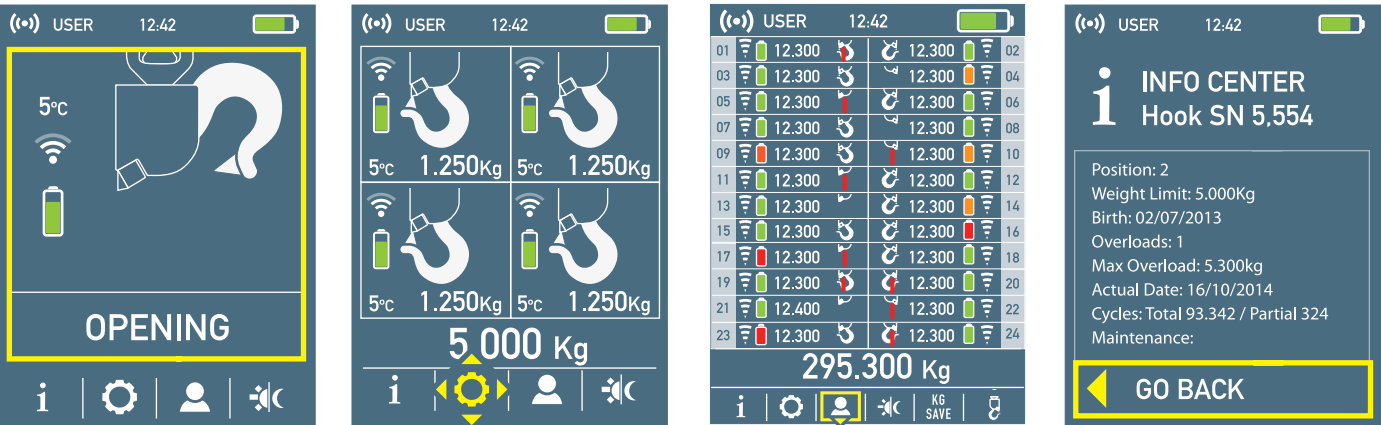 USER 12:42
5°C
OPENING
i
USER 12:42
5°C 1.250Kg 5°C 1.250Kg
5°C 1.250Kg 5°C 1.250Kg
5.000 Kg
i
USER 12:42
01 12.300 12.300 02
03 12.300 12.300 04
05 12.300 12.300 06
07 12.300 12.300 08
09 12.300 12.300 10
11 12.300 12.300 12
13 12.300 12.300 14
15 12.300 12.300 16
17 12.300 12.300 18
19 12.300 12.300 20
21 12.400 12.300 22
23 12.300 12.300 24
295.300 Kg
i KG
SAVE
USER 12:42
i INFO CENTER
Hook SN 5,554
Position: 2
Weight Limit: 5.000Kg
Birth: 02/07/2013
Overloads: 1
Max Overload: 5.300kg
Actual Date: 16/10/2014
Cycles: Total 93.342 / Partial 324
Maintenance:
GO BACK